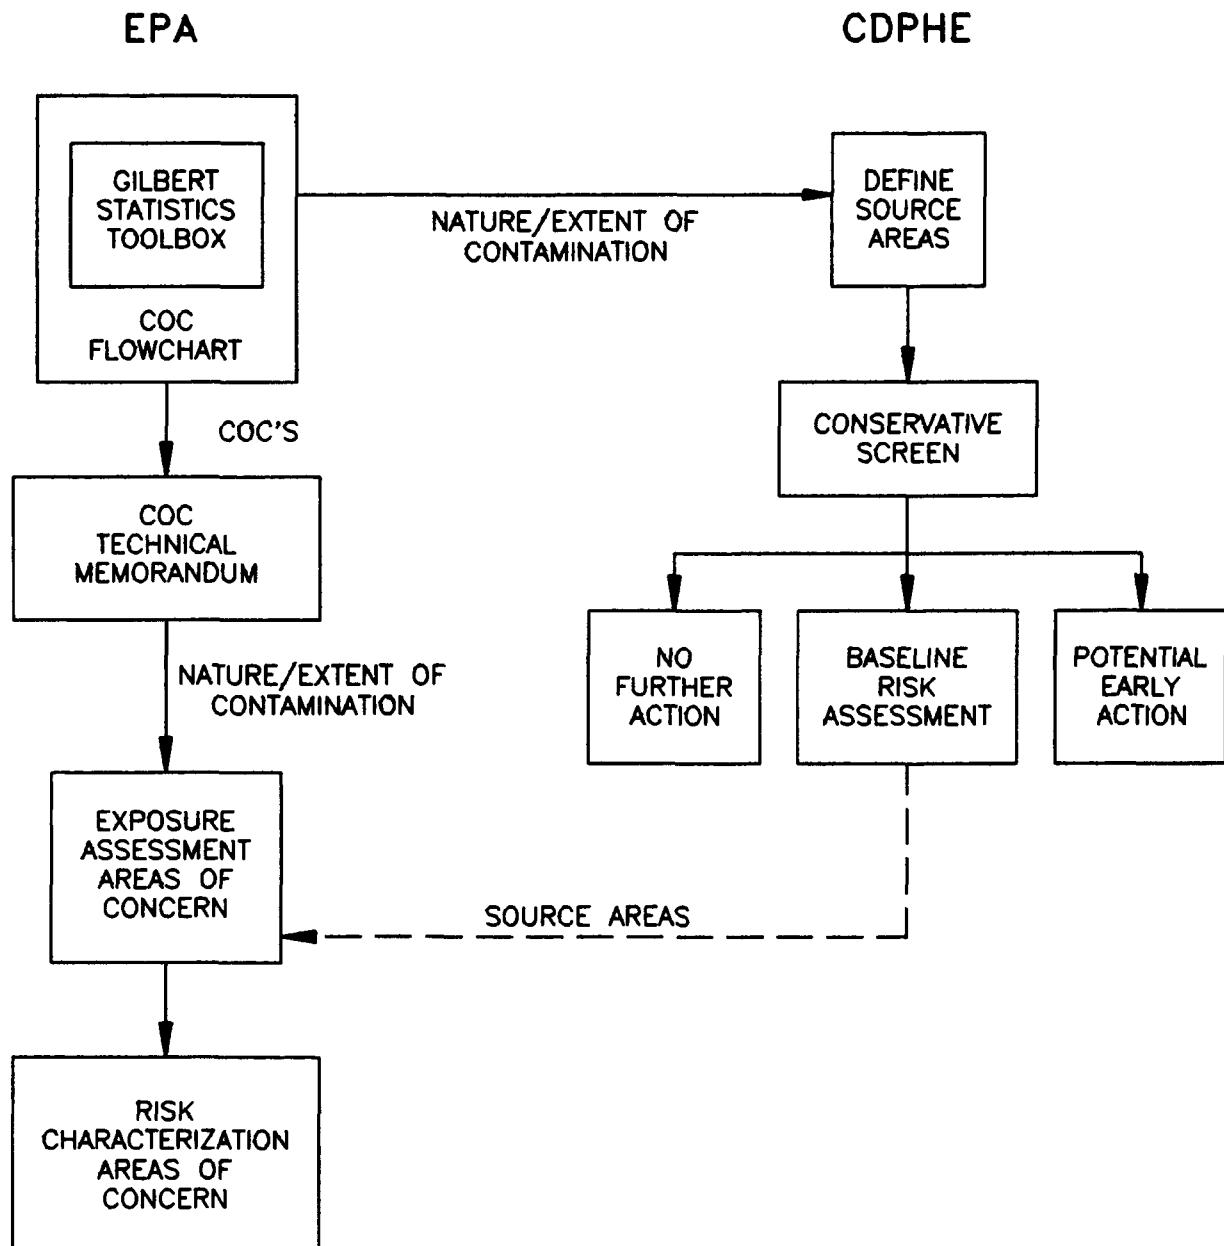 EPA
CDPHE
GILBERT
STATISTICS
TOOLBOX
COC
FLOWCHART
NATURE/EXTENT OF
CONTAMINATION
DEFINE
SOURCE
AREAS
COC'S
CONSERVATIVE
SCREEN
COC
TECHNICAL
MEMORANDUM
NO
FURTHER
ACTION
BASELINE
RISK
ASSESSMENT
POTENTIAL
EARLY
ACTION
NATURE/EXTENT OF
CONTAMINATION
EXPOSURE
ASSESSMENT
AREAS OF
CONCERN
SOURCE AREAS
RISK
CHARACTERIZATION
AREAS OF
CONCERN